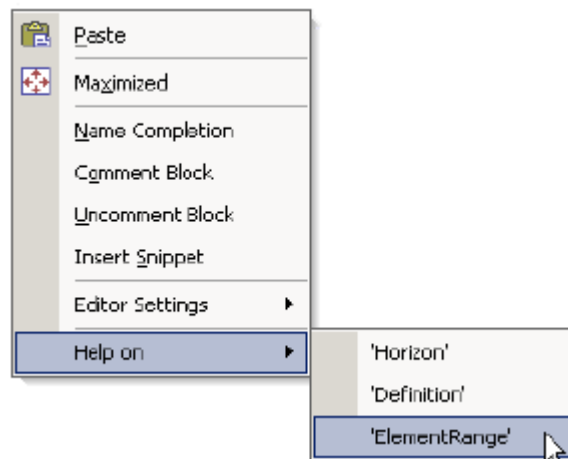 Paste
Maximized
Name Completion
Comment Block
Uncomment Block
Insert Snippet
Editor Settings
Help on
'Horizon'
'Definition'
'ElementRange'